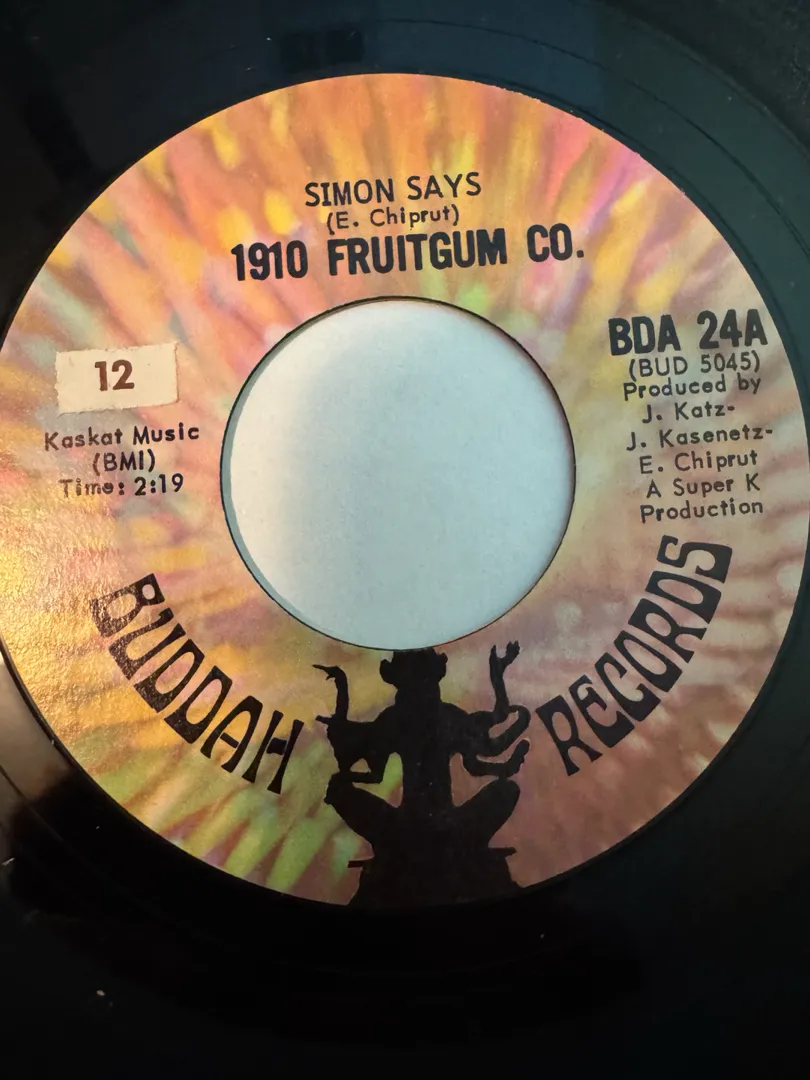 SIMON SAYS
(E. Chiprut)
1910 FRUITGUM CO.
12
Kaskat Music
(BMI)
Time: 2:19
BDA 24A
(BUD 5045)
Produced by
J. Katz-
J. Kasenetz-
E. Chiprut
A Super K
Production
BUDDAH RECORDS